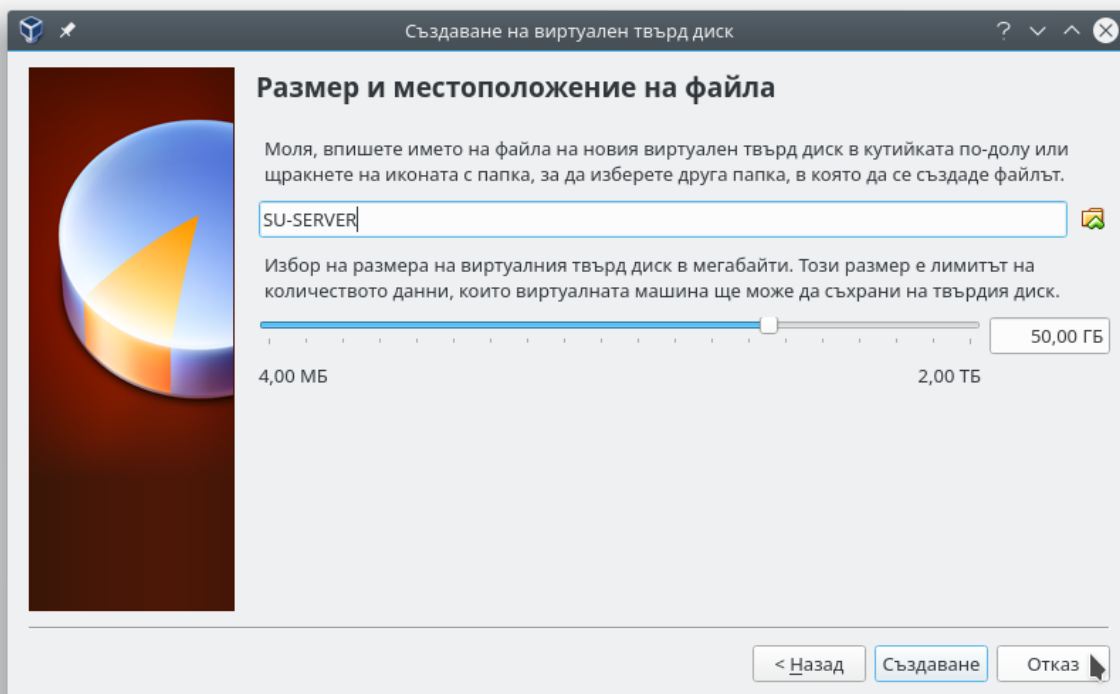 Създаване на виртуален твърд диск
Размер и местоположение на файла
Моля, впишете името на файла на новия виртуален твърд диск в кутийката по-долу или
щракнете на иконата с папка, за да изберете друга папка, в която да се създаде файлът.
SU-SERVER
Избор на размера на виртуалния твърд диск в мегабайти. Този размер е лимитът на
количеството данни, които виртуалната машина ще може да съхрани на твърдия диск.
50,00 ГБ
4,00 МБ 2,00 ТБ
< Назад Създаване Отказ